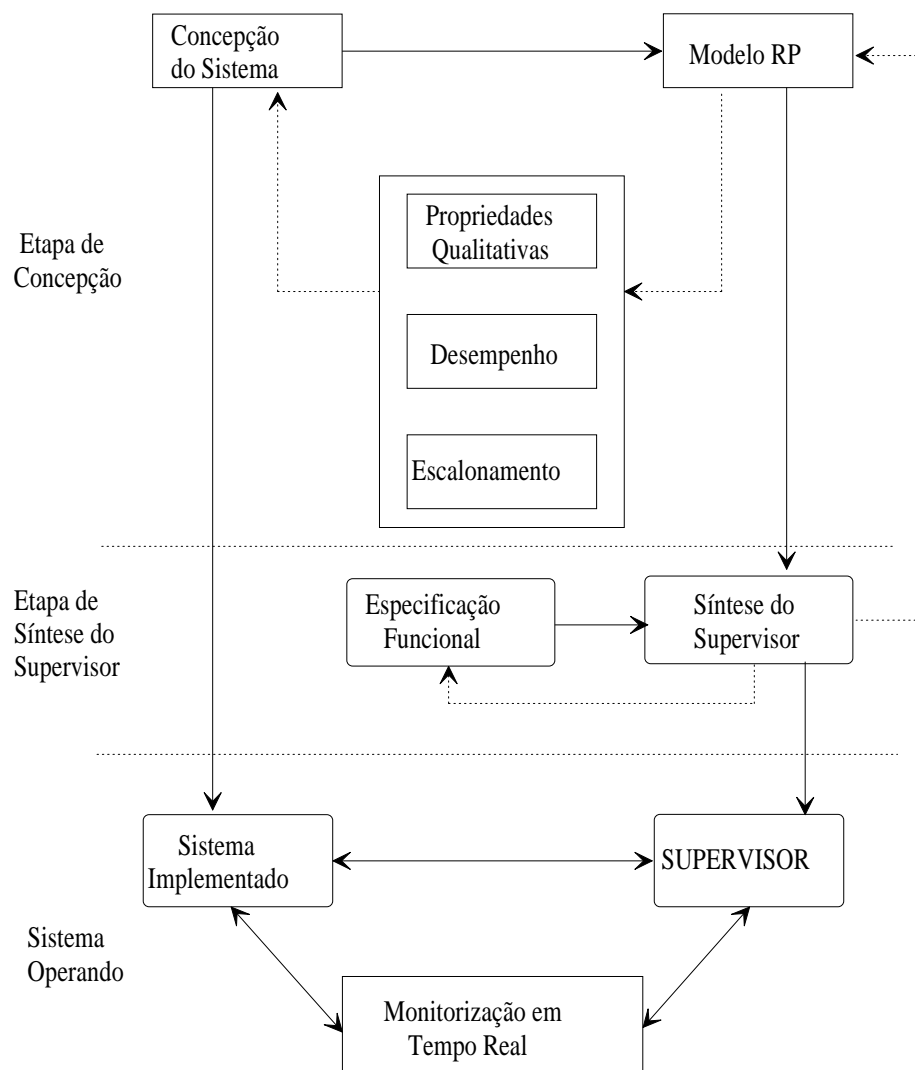 Concepção
do Sistema
Modelo RP
Propriedades
Qualitativas
Etapa de
Concepção
Desempenho
Escalonamento
Etapa de
Síntese do
Supervisor
Especificação
Funcional
Síntese do
Supervisor
Sistema
Implementado
SUPERVISOR
Sistema
Operando
Monitorização em
Tempo Real